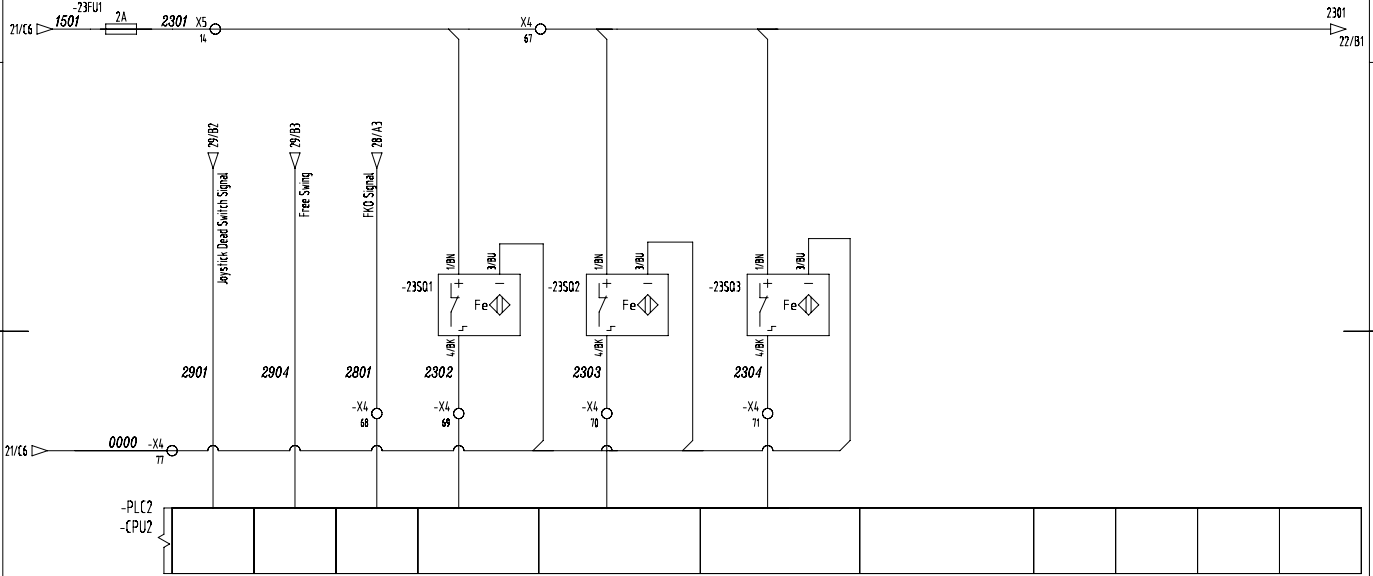 -23FU1
21/C6 1501 2A 2301 X5 14 X4 67 2301 22/B1
29/B2 29/B3 28/A3
Joystick Dead Switch Signal
Free Swing
FKO Signal
1/BN 3/BU 1/BN 3/BU 1/BN 3/BU
-23SQ1 + - Fe -23SQ2 + - Fe -23SQ3 + - Fe
4/BK 4/BK 4/BK
2901 2904 2801 2302 2303 2304
-X4 68 -X4 69 -X4 70 -X4 71
21/C6 0000 -X4 77
-PLC2
-CPU2